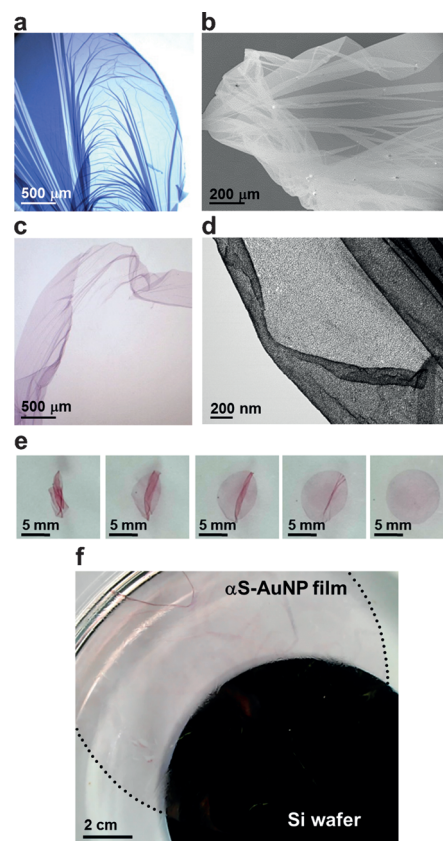 a
b
500 μm
200 μm
c
d
500 μm
200 nm
e
5 mm
5 mm
5 mm
5 mm
5 mm
f
αS-AuNP film
Si wafer
2 cm